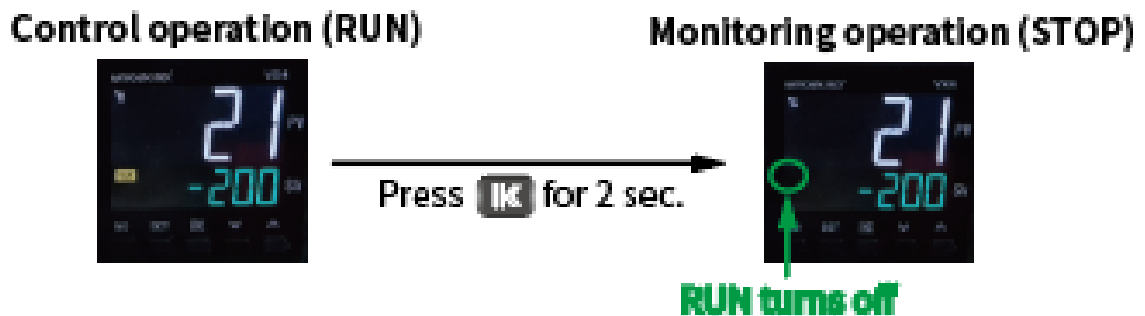 Control operation (RUN)
Monitoring operation (STOP)
21
PV
-200
SV
Press
for 2 sec.
21
PV
-200
SV
RUN turns off